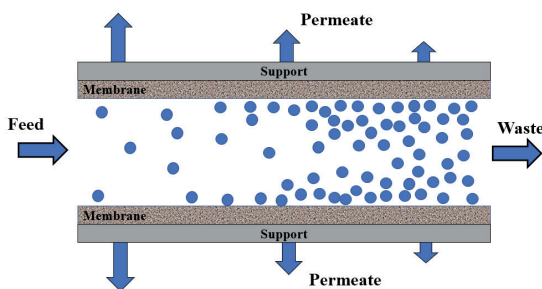 Permeate
Support
Membrane
Feed
Waste
Membrane
Support
Permeate